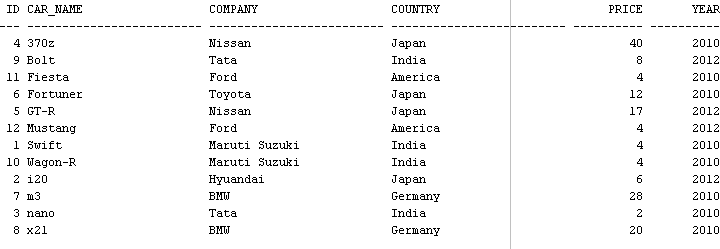 ID CAR_NAME COMPANY COUNTRY PRICE YEAR
4 370z Nissan Japan 40 2010
9 Bolt Tata India 8 2012
11 Fiesta Ford America 4 2010
6 Fortuner Toyota Japan 12 2010
5 GT-R Nissan Japan 17 2012
12 Mustang Ford America 4 2012
1 Swift Maruti Suzuki India 4 2010
10 Wagon-R Maruti Suzuki India 4 2010
2 i20 Hyuandai Japan 6 2012
7 m3 BMW Germany 28 2010
3 nano Tata India 2 2010
8 x21 BMW Germany 20 2010